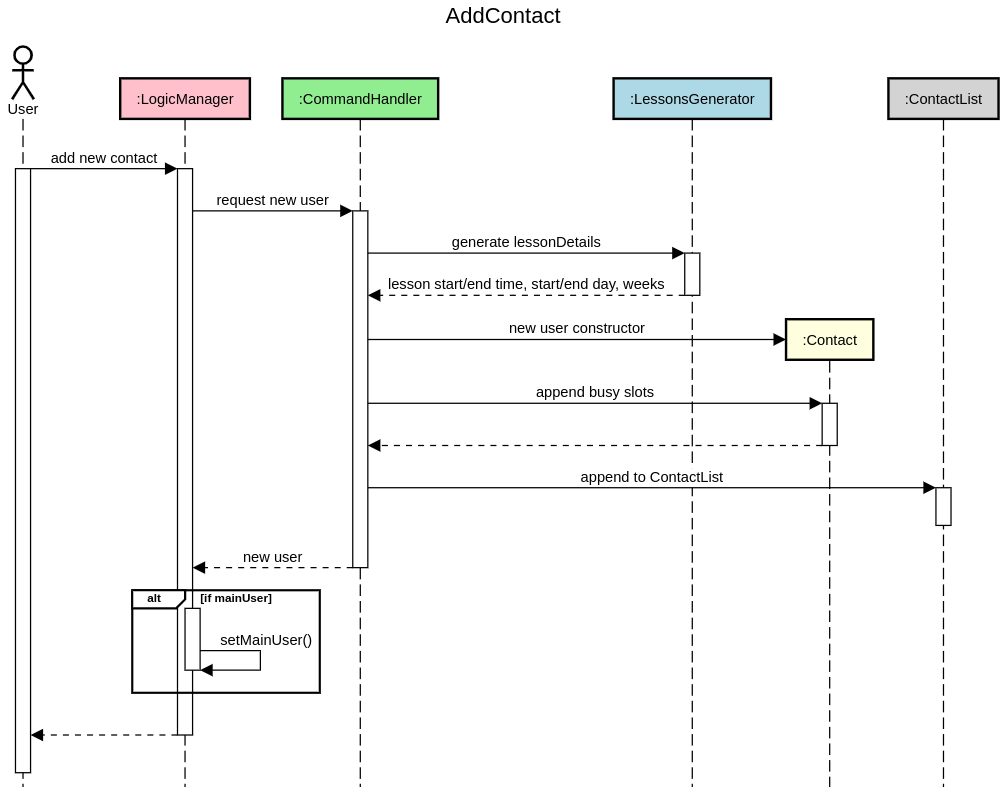 AddContact
User
:LogicManager
:CommandHandler
:LessonsGenerator
:ContactList
add new contact
request new user
generate lessonDetails
lesson start/end time, start/end day, weeks
new user constructor
:Contact
append busy slots
append to ContactList
new user
alt
[if mainUser]
setMainUser()